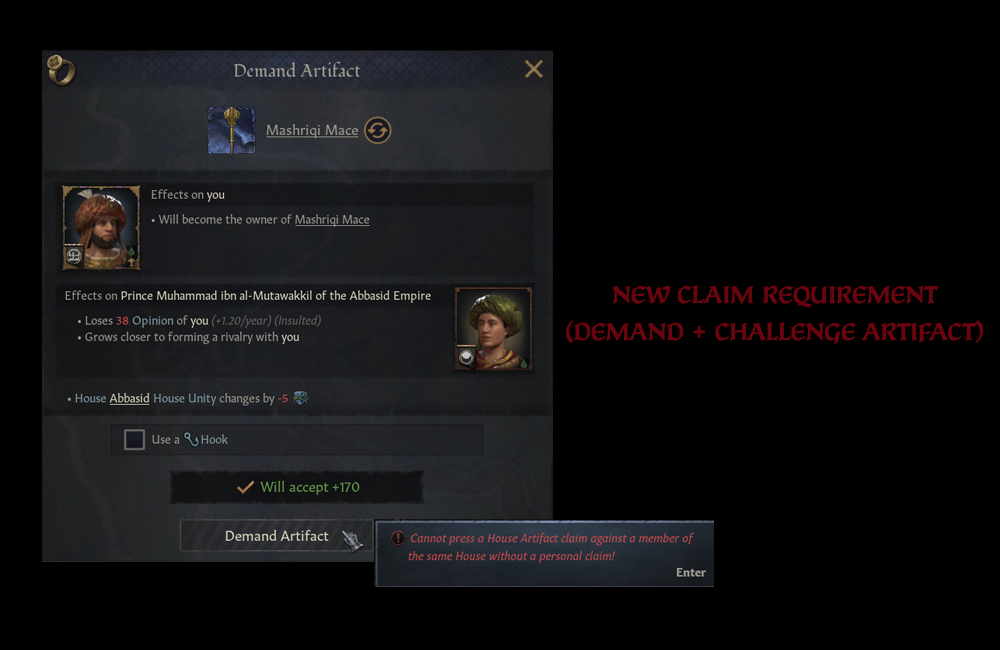 Demand Artifact
Mashriqi Mace
Effects on you
• Will become the owner of Mashriqi Mace
Effects on Prince Muhammad ibn al-Mutawakkil of the Abbasid Empire
• Loses 38 Opinion of you (+1.20/year) (Insulted)
• Grows closer to forming a rivalry with you
• House Abbasid House Unity changes by -5
Use a Hook
Will accept +170
Demand Artifact
Cannot press a House Artifact claim against a member of
the same House without a personal claim!
Enter
NEW CLAIM REQUIREMENT
(DEMAND + CHALLENGE ARTIFACT)